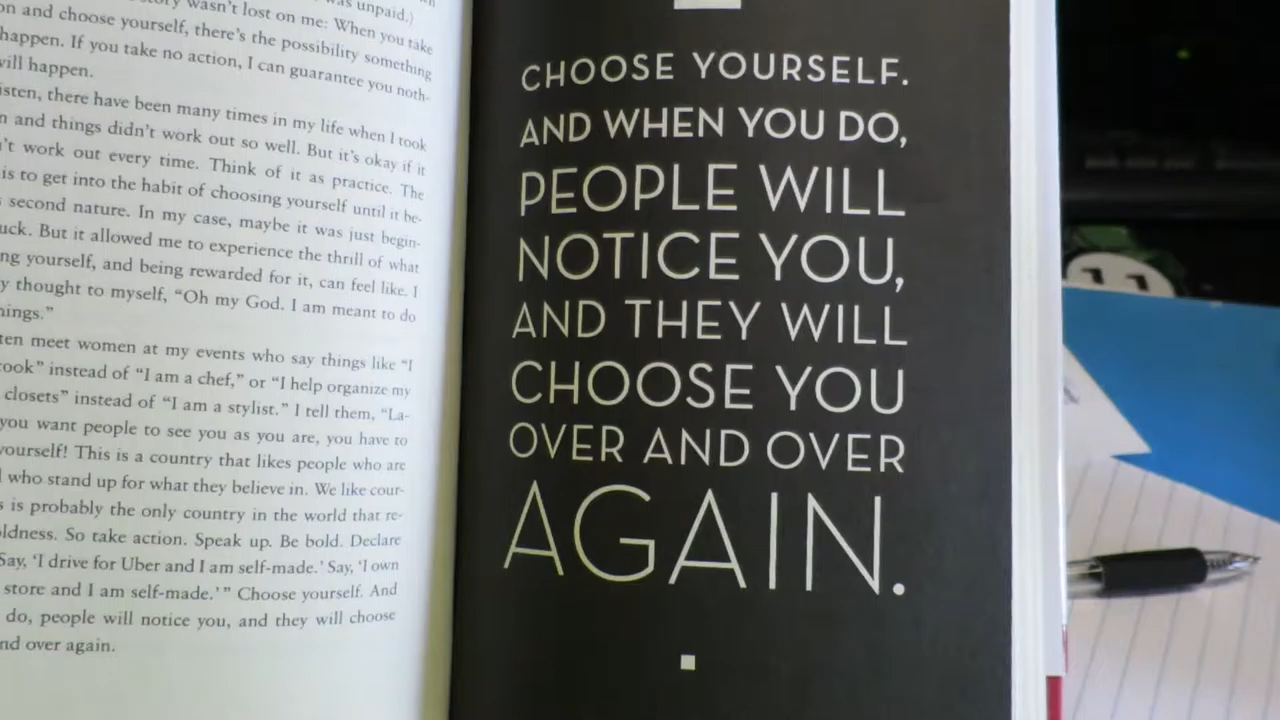 wasn't lost on me: When you take
and choose yourself, there's the possibility something
happen. If you take no action, I can guarantee you noth-
will happen.
there have been many times in my life when I took
and things didn't work out so well. But it's okay if it
work out every time. Think of it as practice. The
is to get into the habit of choosing yourself until it be-
second nature. In my case, maybe it was just begin-
But it allowed me to experience the thrill of what
yourself, and being rewarded for it, can feel like. I
thought to myself, “Oh my God. I am meant to do
meet women at my events who say things like “I
instead of “I am a chef,” or “I help organize my
closets” instead of “I am a stylist.” I tell them, “La-
you want people to see you as you are, you have to
yourself! This is a country that likes people who are
who stand up for what they believe in. We like cour-
is probably the only country in the world that re-
So take action. Speak up. Be bold. Declare
Say, ‘I drive for Uber and I am self-made.’ Say, ‘I own
store and I am self-made.’” Choose yourself. And
do, people will notice you, and they will choose
over again.
CHOOSE YOURSELF.
AND WHEN YOU DO,
PEOPLE WILL
NOTICE YOU,
AND THEY WILL
CHOOSE YOU
OVER AND OVER
AGAIN.